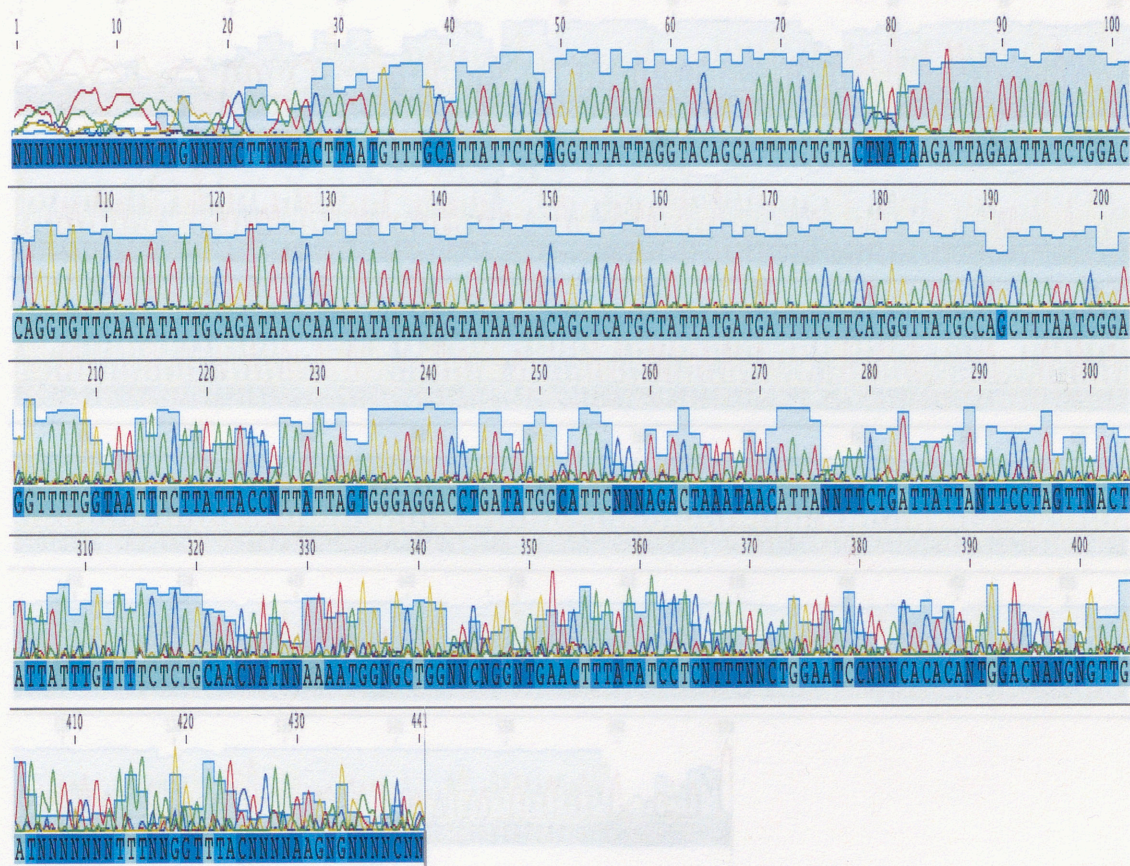 1 10 20 30 40 50 60 70 80 90 100
NNNNNNNNNNNNNTNGNNNNCTTNNTACTTAATGTTTGCATTATTCTCAGGTTTATTAGGTACAGCATTTTCTGTACTNATAAGATTAGAATTATCTGGAC
110 120 130 140 150 160 170 180 190 200
CAGGTGTTCAATATATTGCAGATAACCAATTATATAATAGTATAATAACAGCTCATGCTATTATGATGATTTTCTTCATGGTTATGCCAGCTTTAATCGGA
210 220 230 240 250 260 270 280 290 300
GGTTTTGGTAATTTCTTATTACCNTTATTAGTGGGAGGACCTGATATGGCATTCNNNAGACTAAATAACATTANNTTCTGATTATTANTTCCTAGTTNACT
310 320 330 340 350 360 370 380 390 400
ATTATTTGTTTTCTCTGCAACNATNNAAAATGGNGCTGGNNCNGGNTGAACTTTATATCGTCNTTTNNCTGGAATCCNNNCACACANTGGACNANGNGTTG
410 420 430 441
ATNNNNNNNTTTNNGGTTTACNNNNAAGNGNNNNCNN